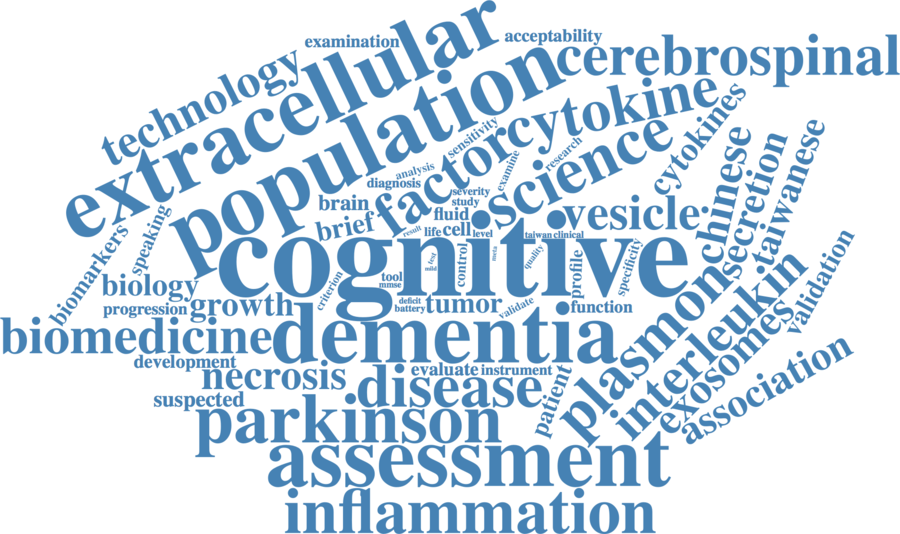 examination
acceptability
extracellular
technology
cerebrospinal
population
cytokine
cytokines
sensitivity
factor
science
research
examine
analysis
diagnosis
severity
study
brain
brief
fluid
vesicle
chinese
secretion
taiwanese
speaking
biomarkers
result
life
cell
level
taiwan
clinical
cognitive
test
mild
control
meta
quality
profile
specificity
criterion
tool
mmse
biology
progression
growth
deficit
battery
tumor
validate
function
plasmon
interleukin
validation
biomedicine
dementia
exosomes
association
development
necrosis
disease
evaluate
instrument
patient
suspected
parkinson
assessment
inflammation